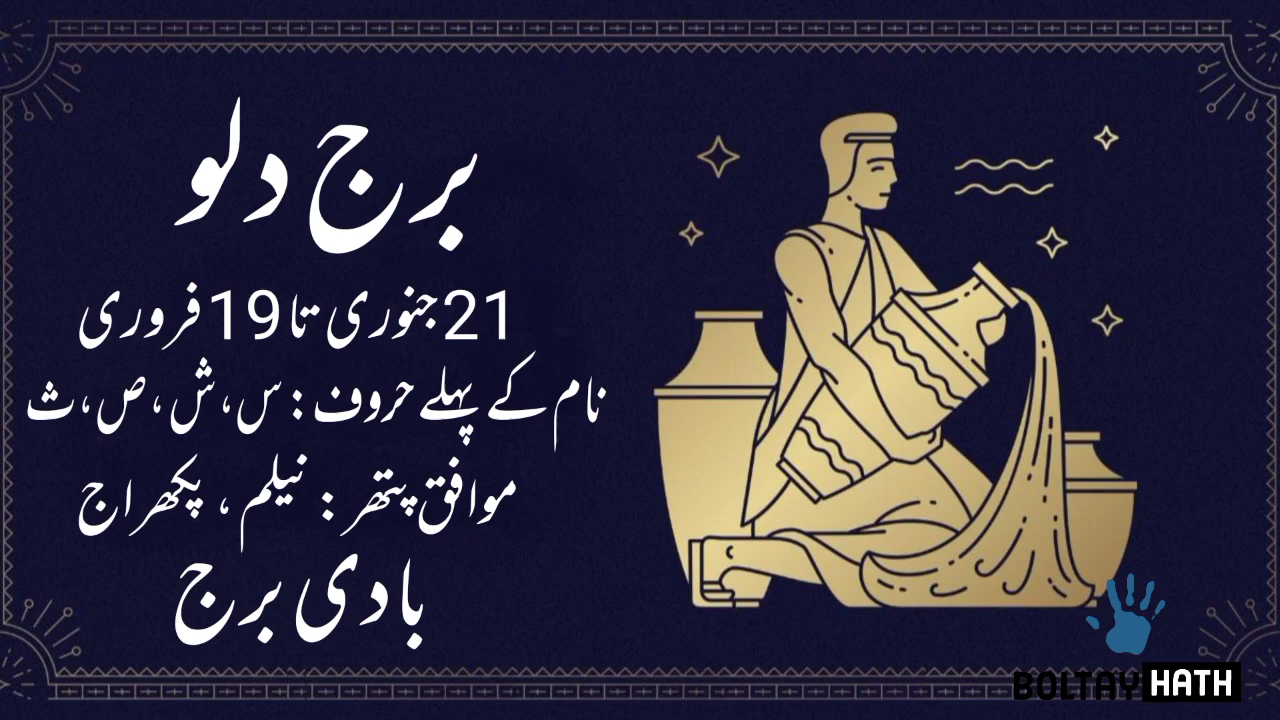 برج دلو
21 جنوری تا 19 فروری
نام کے پہلے حروف : س، ش، ص، ث
موافق پتھر : نیلم ، پکھراج
بادی برج
BOLTAY HATH